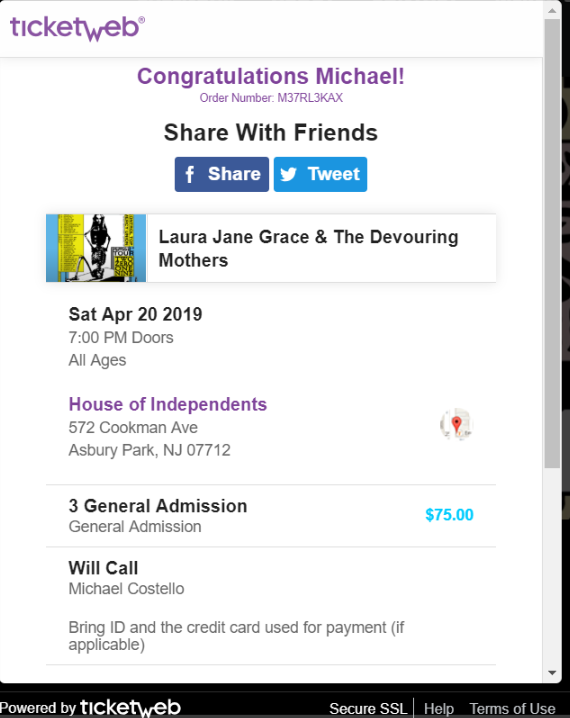 ticketweb®
Congratulations Michael!
Order Number: M37RL3KAX
Share With Friends
f Share
Tweet
Laura Jane Grace & The Devouring
Mothers
Sat Apr 20 2019
7:00 PM Doors
All Ages
House of Independents
572 Cookman Ave
Asbury Park, NJ 07712
3 General Admission
General Admission
$75.00
Will Call
Michael Costello
Bring ID and the credit card used for payment (if
applicable)
Powered by ticketweb
Secure SSL Help Terms of Use